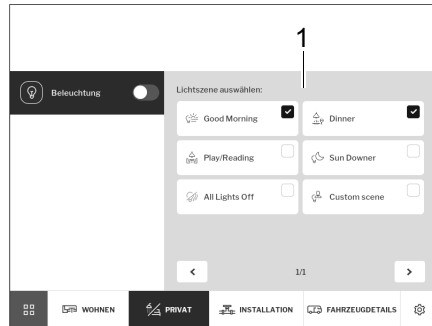 1
Beleuchtung
Lichtszene auswählen:
Good Morning
Dinner
Play/Reading
Sun Downer
All Lights Off
Custom scene
1/1
WOHNEN
PRIVAT
INSTALLATION
FAHRZEUGDETAILS